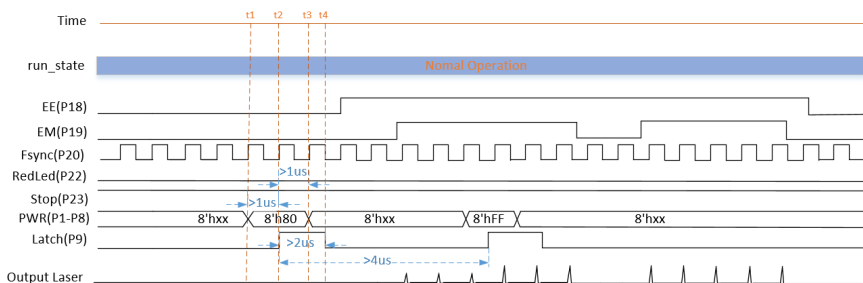 Time
t1 t2 t3 t4
run_state
Nomal Operation
EE(P18)
EM(P19)
Fsync(P20)
>1us
RedLed(P22)
Stop(P23)
>1us
PWR(P1-P8)
8'hxx 8'h80 8'hxx 8'hFF 8'hxx
Latch(P9)
>2us
>4us
Output Laser